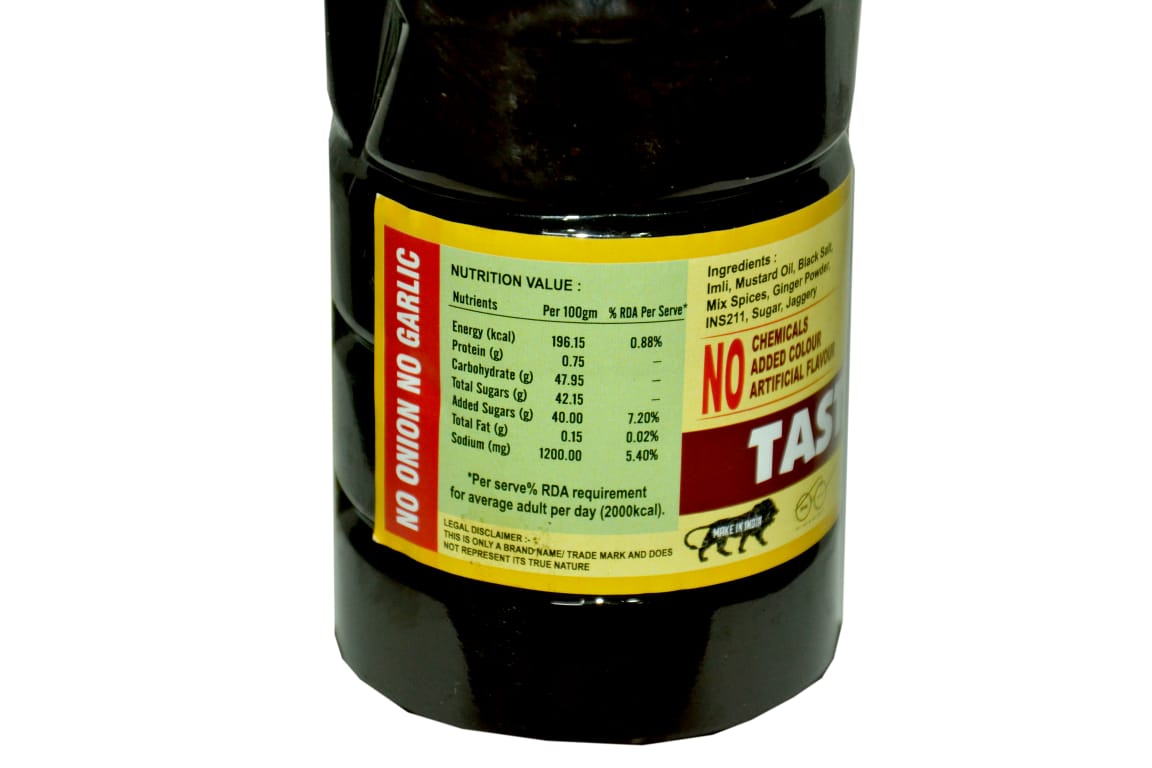 NO ONION NO GARLIC
NUTRITION VALUE :
Nutrients Per 100gm % RDA Per Serve*
Energy (kcal) 196.15 0.88%
Protein (g) 0.75 –
Carbohydrate (g) 47.95 –
Total Sugars (g) 42.15 –
Added Sugars (g) 40.00 7.20%
Total Fat (g) 0.15 0.02%
Sodium (mg) 1200.00 5.40%
*Per serve% RDA requirement
for average adult per day (2000kcal).
LEGAL DISCLAIMER :-
THIS IS ONLY A BRAND NAME/ TRADE MARK AND DOES
NOT REPRESENT ITS TRUE NATURE
Ingredients :
Imli, Mustard Oil, Black Salt,
Mix Spices, Ginger Powder,
INS211, Sugar, Jaggery
NO CHEMICALS
ADDED COLOUR
ARTIFICIAL FLAVOUR
TAS
MAKE IN INDIA